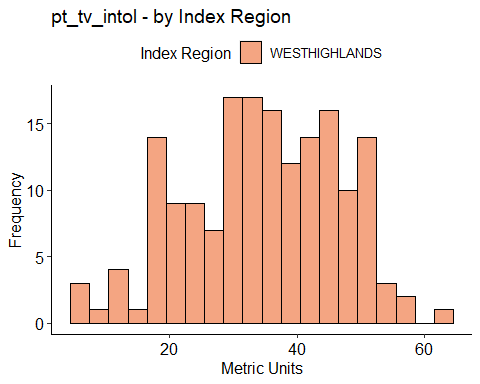 pt_tv_intol - by Index Region
Index Region WESTHIGHLANDS
15
10
5
0
Frequency
20 40 60
Metric Units